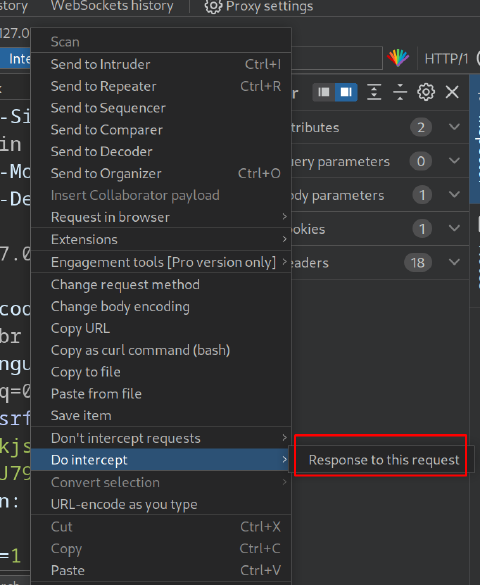 story WebSockets history Proxy settings
127.0
Inte HTTP/1
Scan
Send to Intruder Ctrl+I
Send to Repeater Ctrl+R
Send to Sequencer
Send to Comparer
Send to Decoder
Send to Organizer Ctrl+O
Insert Collaborator payload
Request in browser
Extensions
Engagement tools [Pro version only]
Change request method
Change body encoding
Copy URL
Copy as curl command (bash)
Copy to file
Paste from file
Save item
Don't intercept requests
Do intercept
Response to this request
Convert selection
URL-encode as you type
Cut Ctrl+X
Copy Ctrl+C
Paste Ctrl+V
r
tributes 2
uery parameters 0
ody parameters 1
okies 1
eaders 18
-Si
in
-Mo
-De
7.0
cod
br
ngu
q=0
srf
kjs
U79
n:
=1